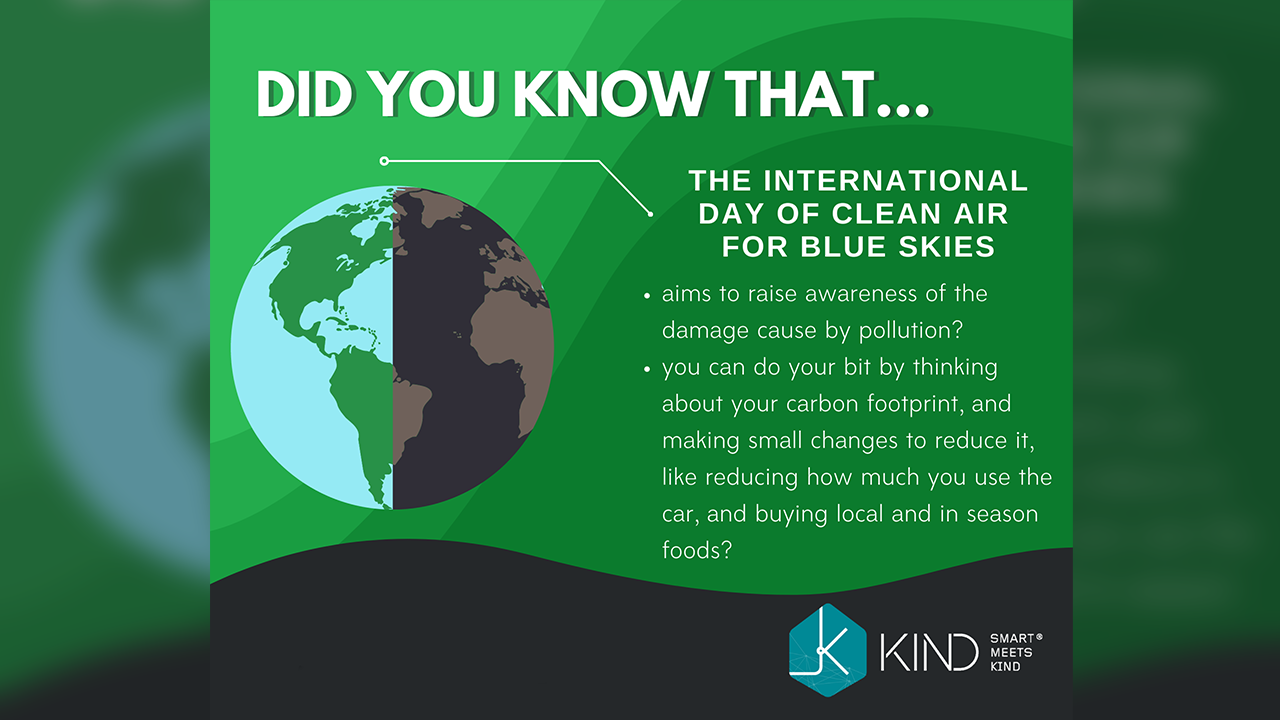 DID YOU KNOW THAT...
THE INTERNATIONAL
DAY OF CLEAN AIR
FOR BLUE SKIES
• aims to raise awareness of the
damage cause by pollution?
• you can do your bit by thinking
about your carbon footprint, and
making small changes to reduce it,
like reducing how much you use the
car, and buying local and in season
foods?
K KIND
SMART®
MEETS
KIND